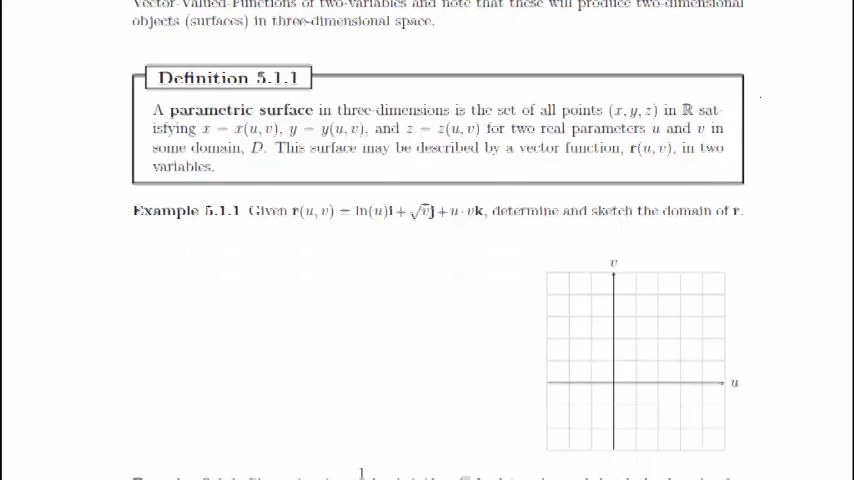 Vector-Valued-Functions of two-variables and note that these will produce two-dimensional
objects (surfaces) in three-dimensional space.
Definition 5.1.1
A parametric surface in three-dimensions is the set of all points (x, y, z) in ℝ sat-
isfying x = x(u, v), y = y(u, v), and z = z(u, v) for two real parameters u and v in
some domain, D. This surface may be described by a vector function, r(u, v), in two
variables.
Example 5.1.1 Given r(u, v) = ln(u)i + √v j + u · vk, determine and sketch the domain of r.
v
u
1